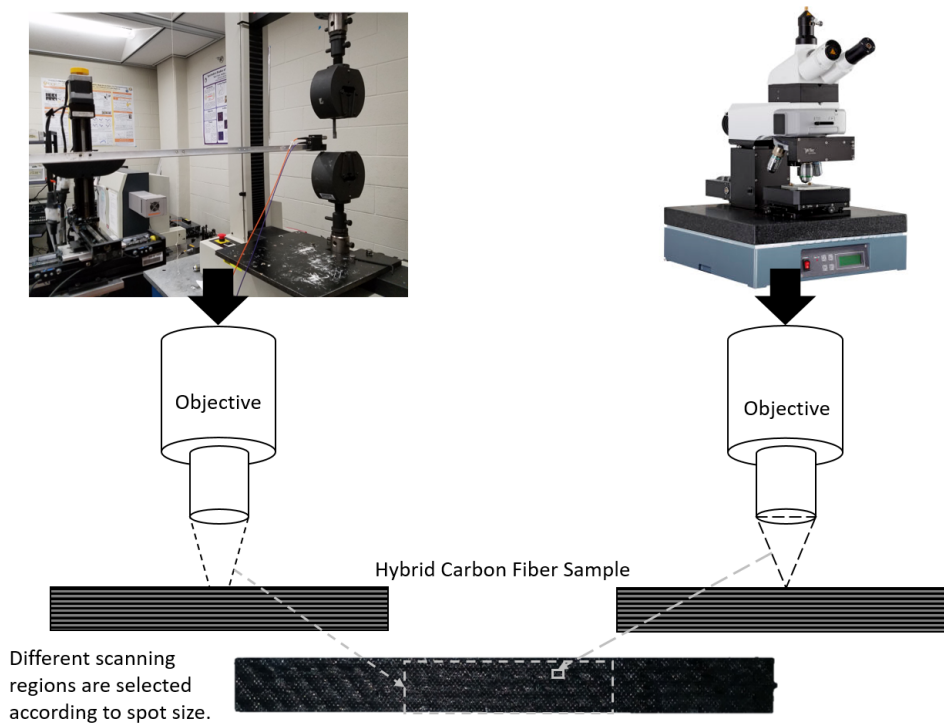 Objective
Objective
Hybrid Carbon Fiber Sample
Different scanning
regions are selected
according to spot size.